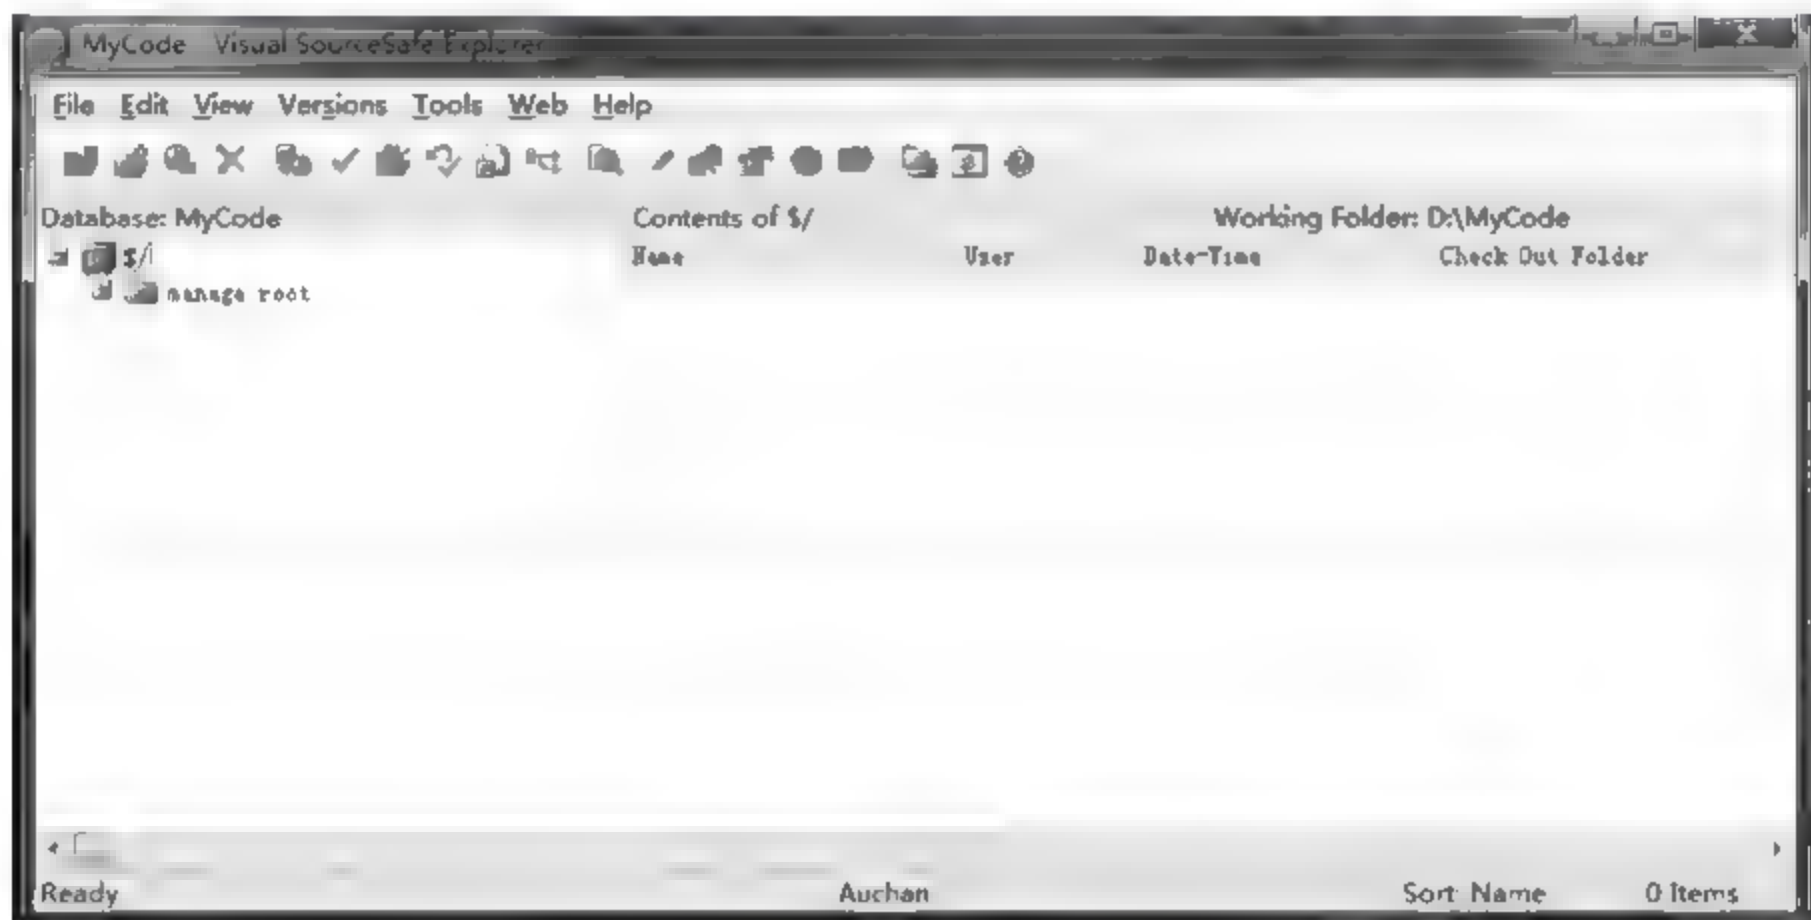 MyCode Visual SourceSafe Explorer
File Edit View Versions Tools Web Help
Database: MyCode Contents of $/ Working Folder: D:\MyCode
$/ Name User Date-Time Check Out Folder
manage root
Ready Auchan Sort: Name 0 Items